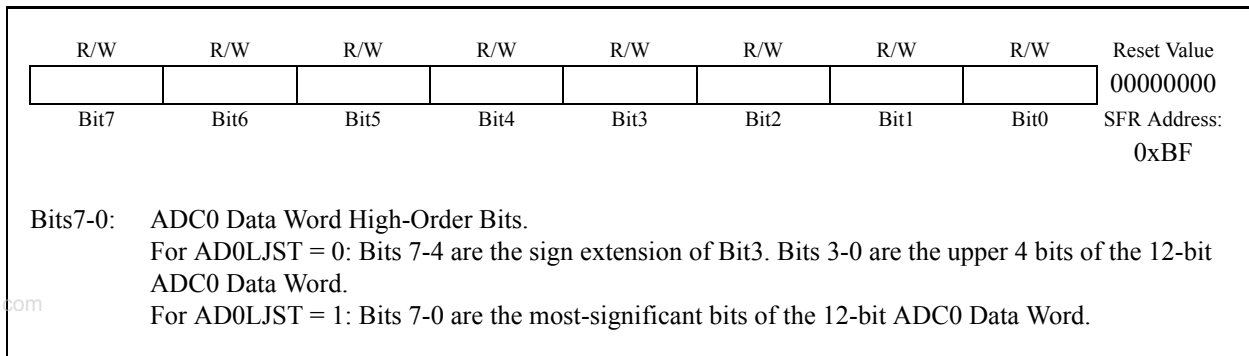 R/W R/W R/W R/W R/W R/W R/W R/W Reset Value
00000000
Bit7 Bit6 Bit5 Bit4 Bit3 Bit2 Bit1 Bit0 SFR Address:
0xBF
Bits7-0: ADC0 Data Word High-Order Bits.
For AD0LJST = 0: Bits 7-4 are the sign extension of Bit3. Bits 3-0 are the upper 4 bits of the 12-bit
ADC0 Data Word.
com
For AD0LJST = 1: Bits 7-0 are the most-significant bits of the 12-bit ADC0 Data Word.